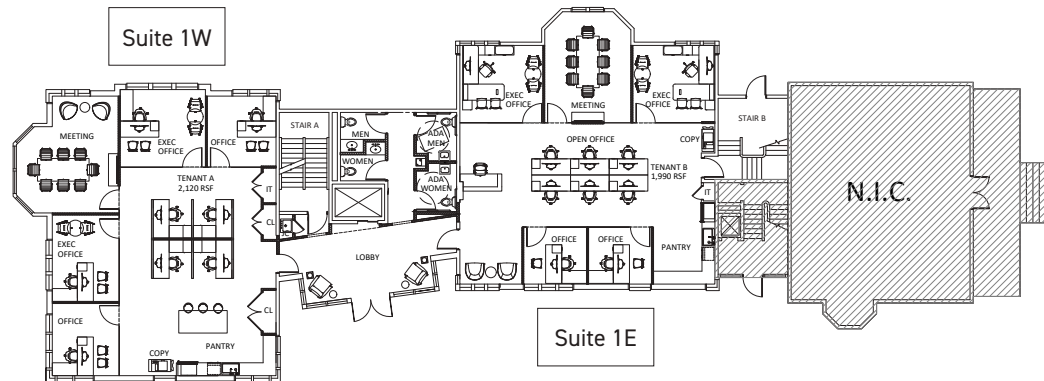 Suite 1W
MEETING
EXEC
OFFICE
OFFICE
TENANT A
2,120 RSF
IT
CL
EXEC
OFFICE
OFFICE
CL
COPY
PANTRY
STAIR A
MEN
WOMEN
ADA
MEN
ADA
WOMEN
LOBBY
EXEC
OFFICE
MEETING
EXEC
OFFICE
OPEN OFFICE
COPY
TENANT B
1,990 RSF
IT
OFFICE
OFFICE
PANTRY
STAIR B
N.I.C.
Suite 1E